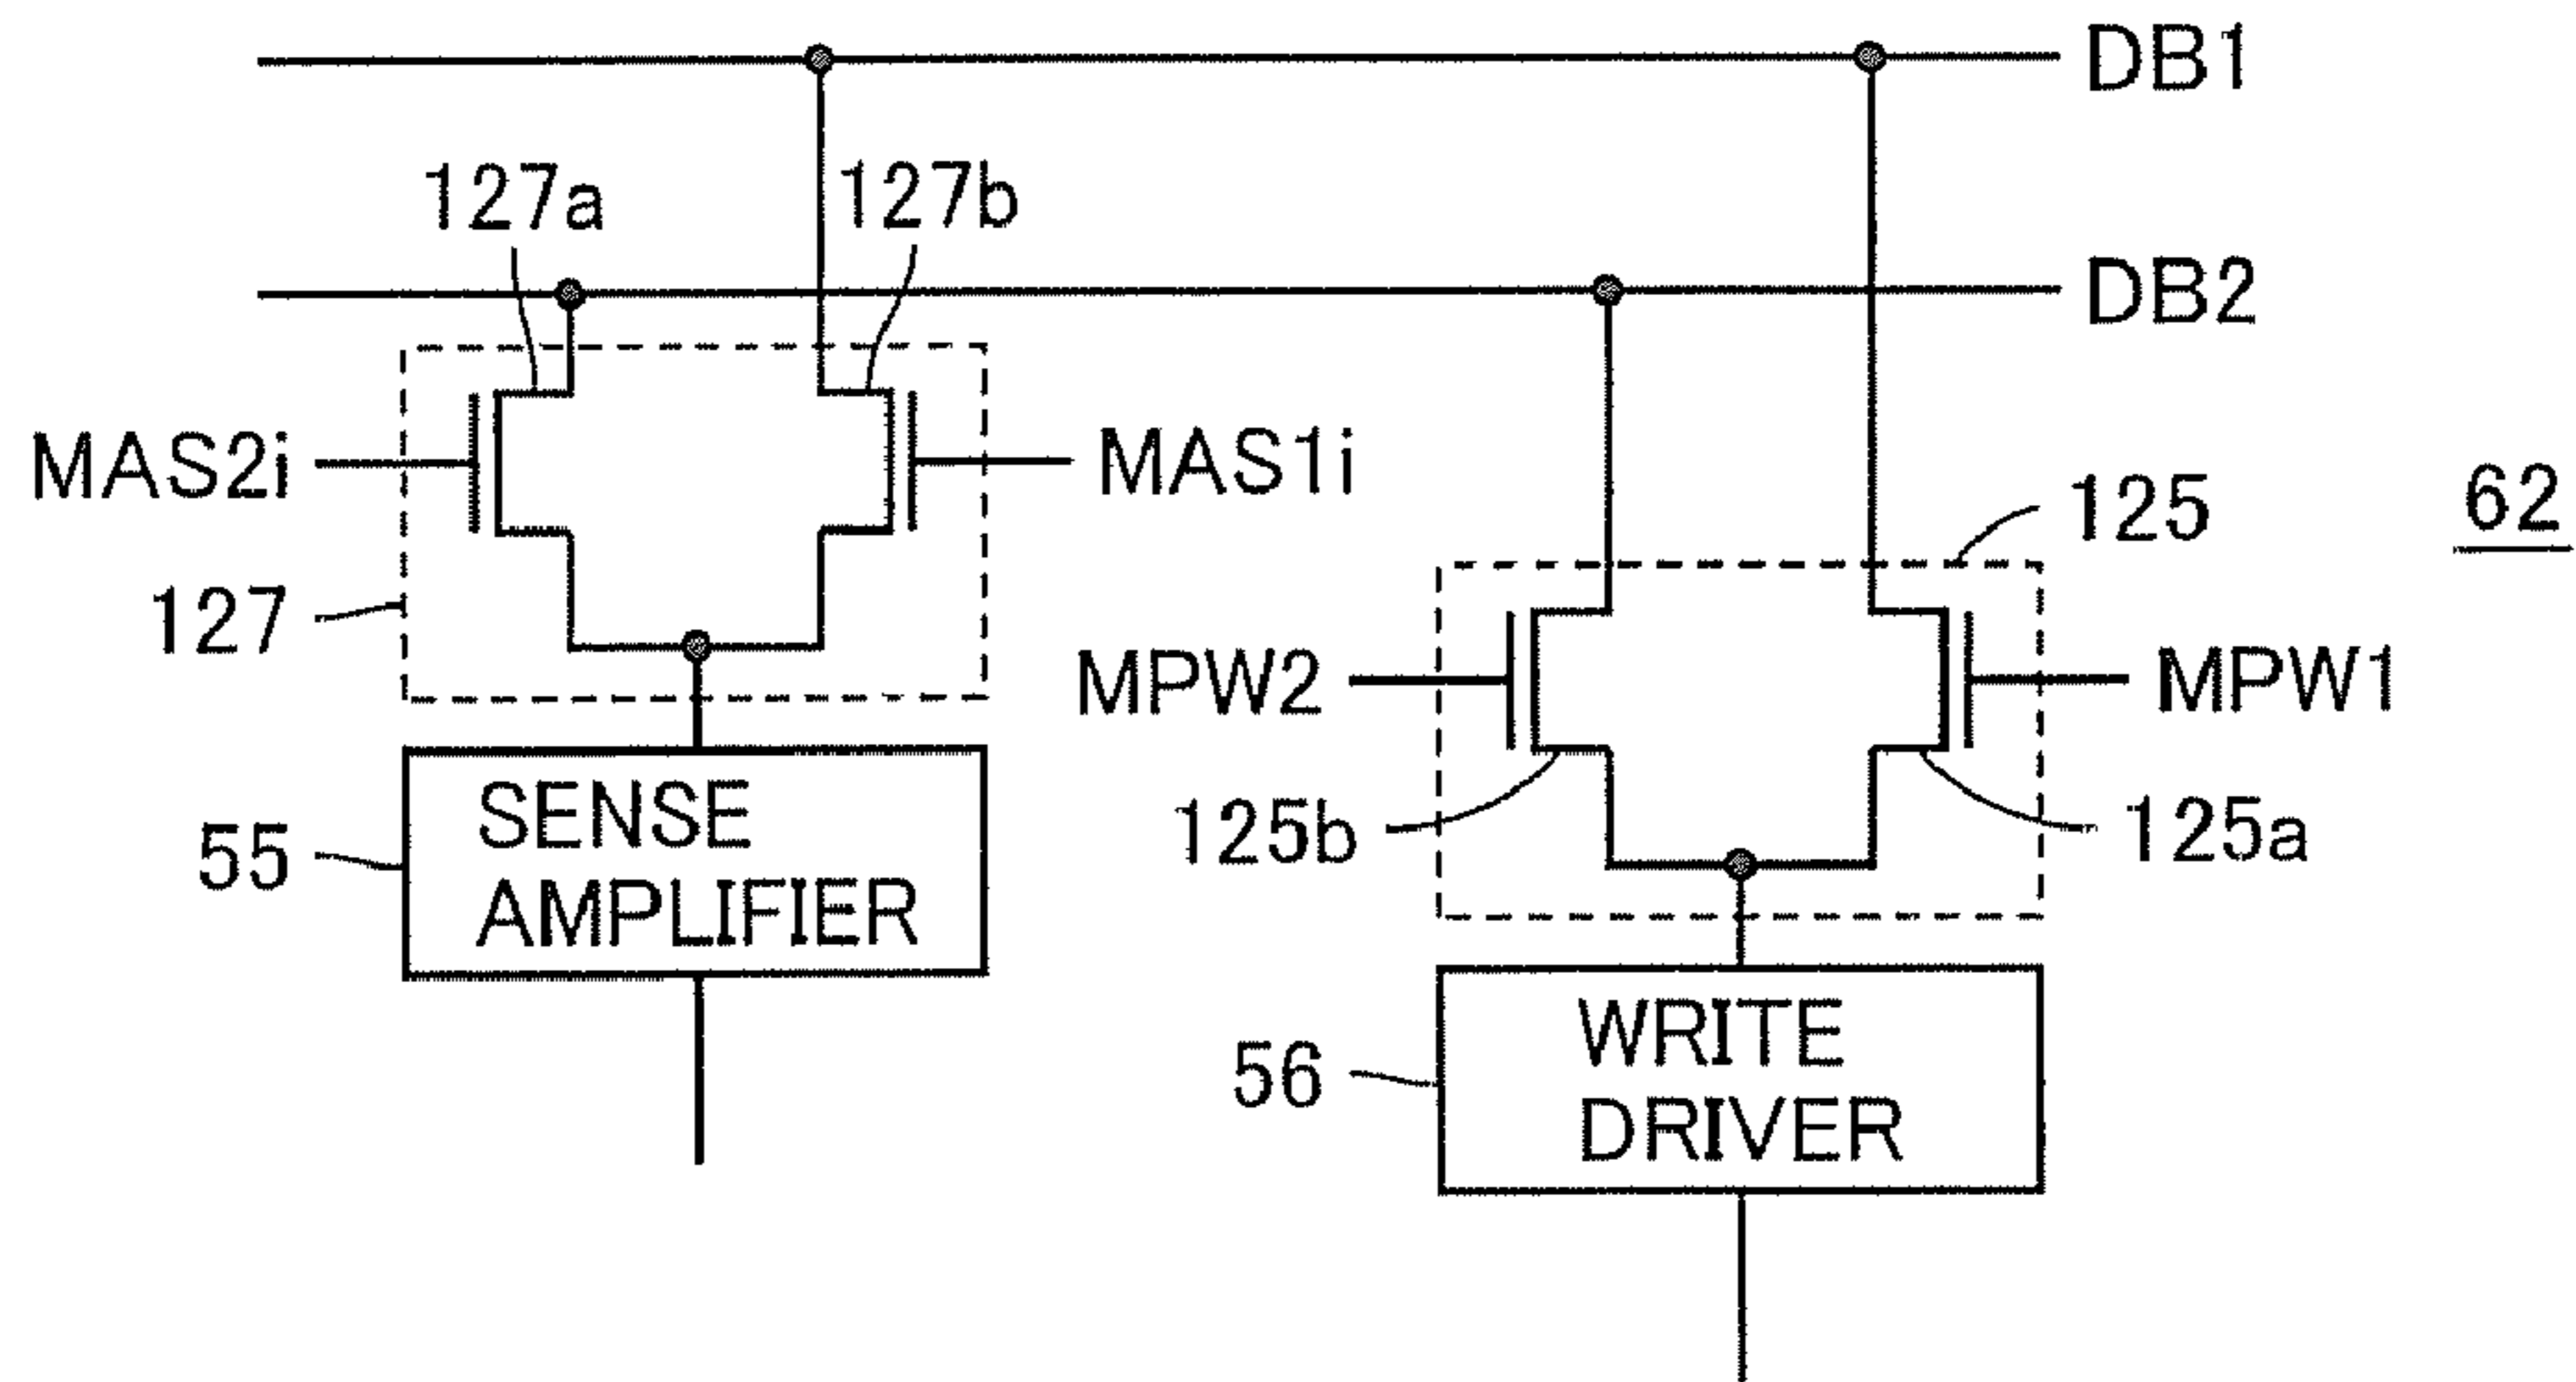 DB1
127a
127b
DB2
MAS2i
MAS1i
125
62
127
MPW2
MPW1
SENSE
AMPLIFIER
55
125b
125a
WRITE
DRIVER
56